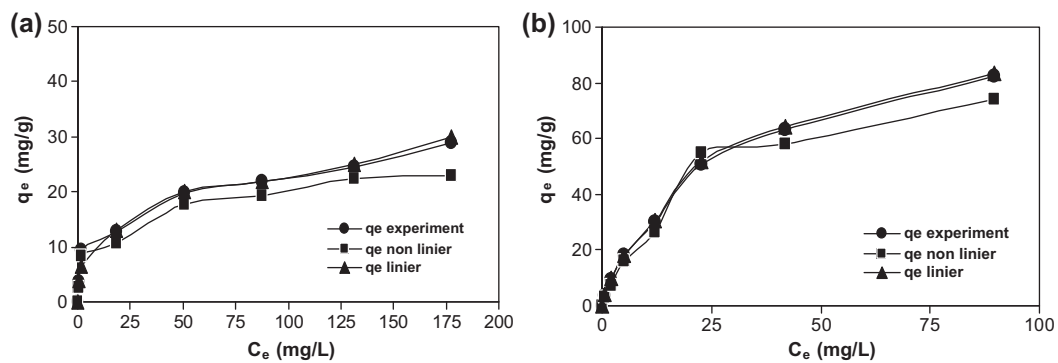 (a)
50
40
30
20
10
0
qe (mg/g)
0 25 50 75 100 125 150 175 200
Ce (mg/L)
qe experiment
qe non linier
qe linier
(b)
100
80
60
40
20
0
qe (mg/g)
0 25 50 75 100
Ce (mg/L)
qe experiment
qe non linier
qe linier